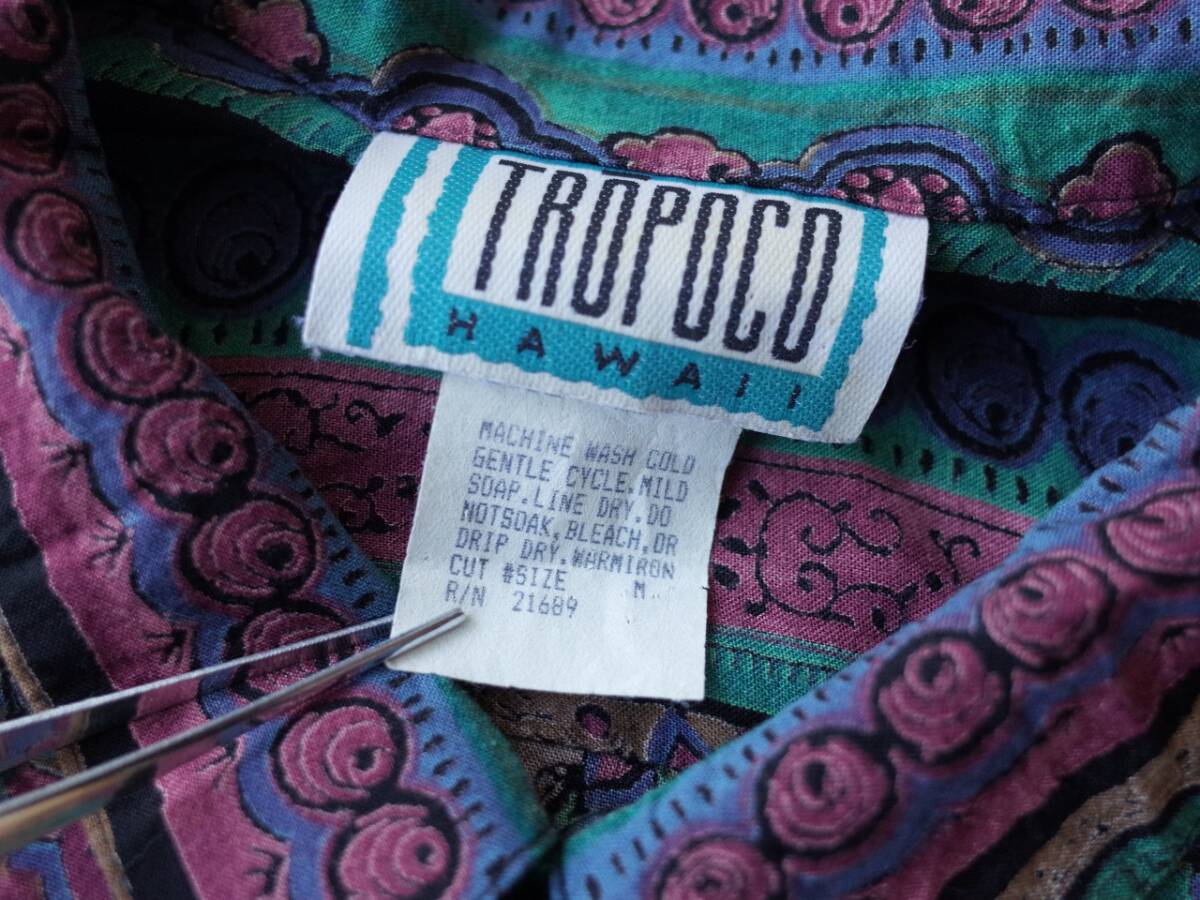 TROPOCO
HAWAII
MACHINE WASH COLD
GENTLE CYCLE.MILD
SOAP.LINE DRY.DO
NOTSOAK,BLEACH,OR
DRIP DRY.WARMIRON
CUT #SIZE M
R/N 21689